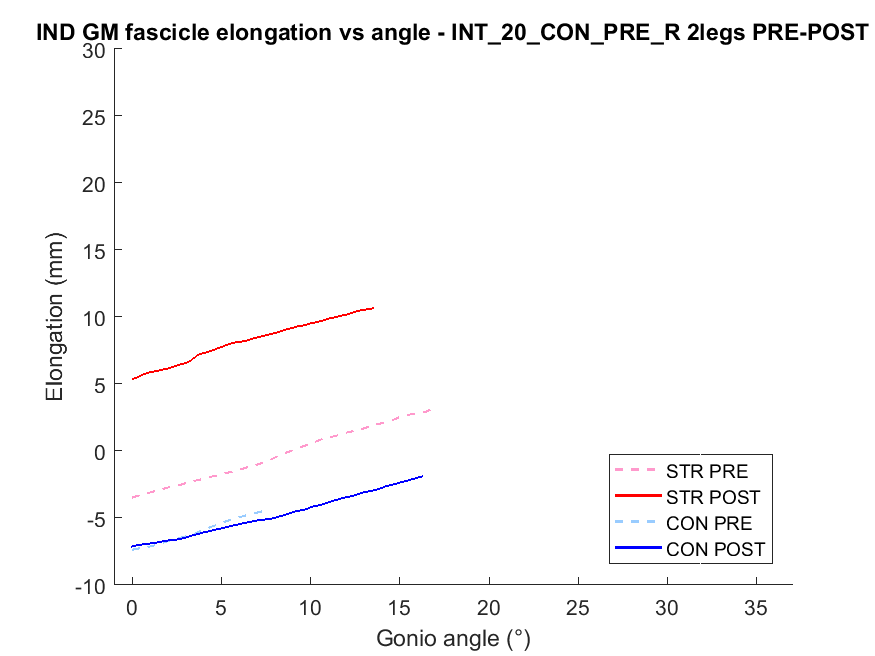 IND GM fascicle elongation vs angle - INT_20_CON_PRE_R 2legs PRE-POST
30
25
20
15
10
5
0
-5
-10
Elongation (mm)
0 5 10 15 20 25 30 35
Gonio angle (°)
STR PRE
STR POST
CON PRE
CON POST